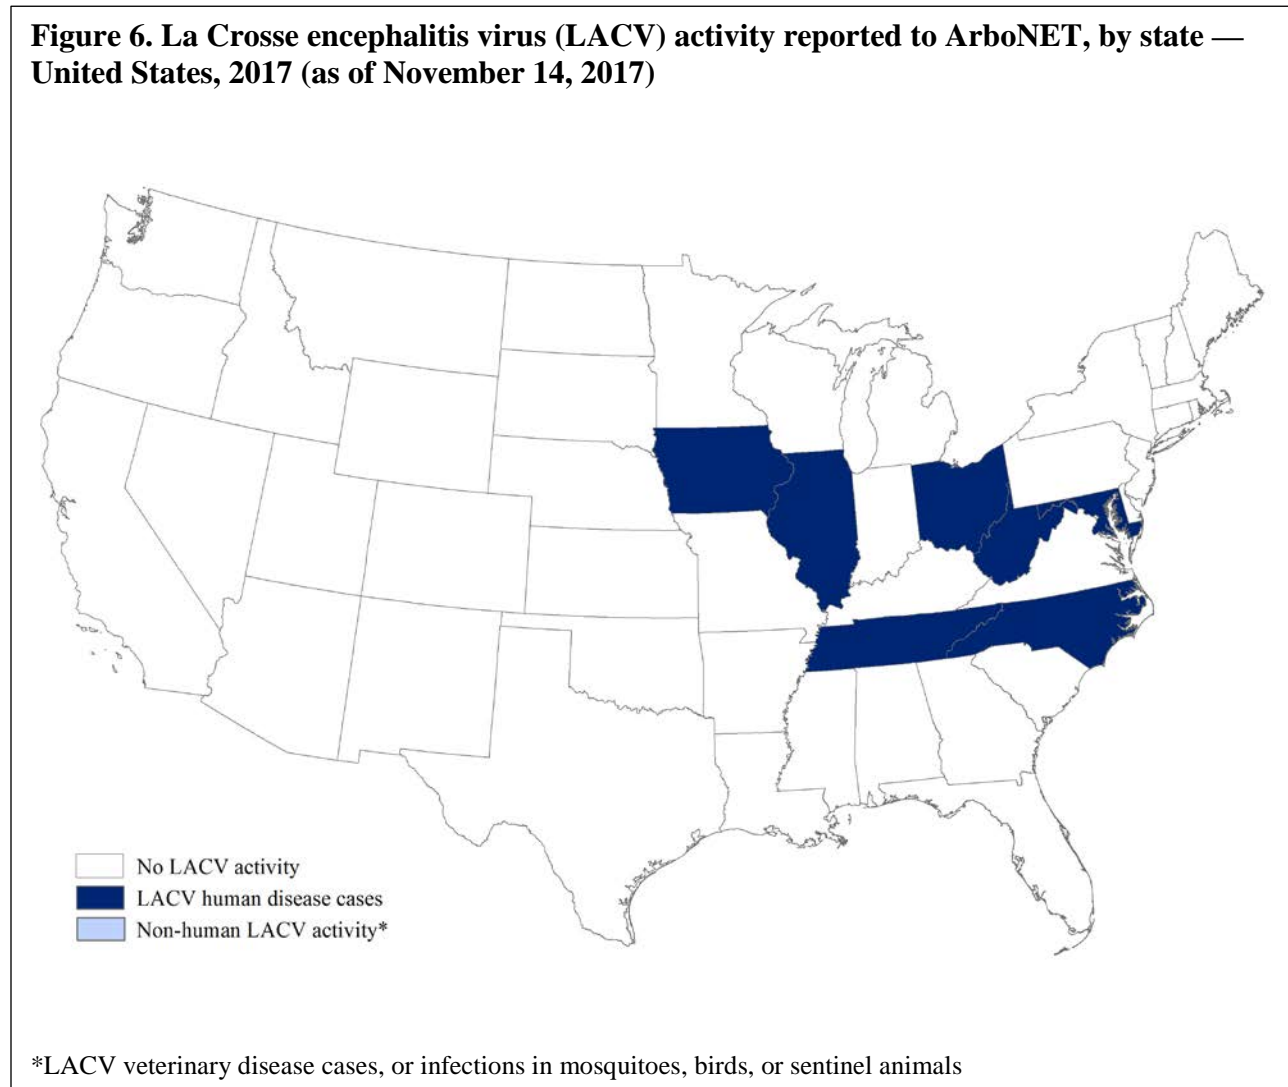 Figure 6. La Crosse encephalitis virus (LACV) activity reported to ArboNET, by state —
United States, 2017 (as of November 14, 2017)
No LACV activity
LACV human disease cases
Non-human LACV activity*
*LACV veterinary disease cases, or infections in mosquitoes, birds, or sentinel animals